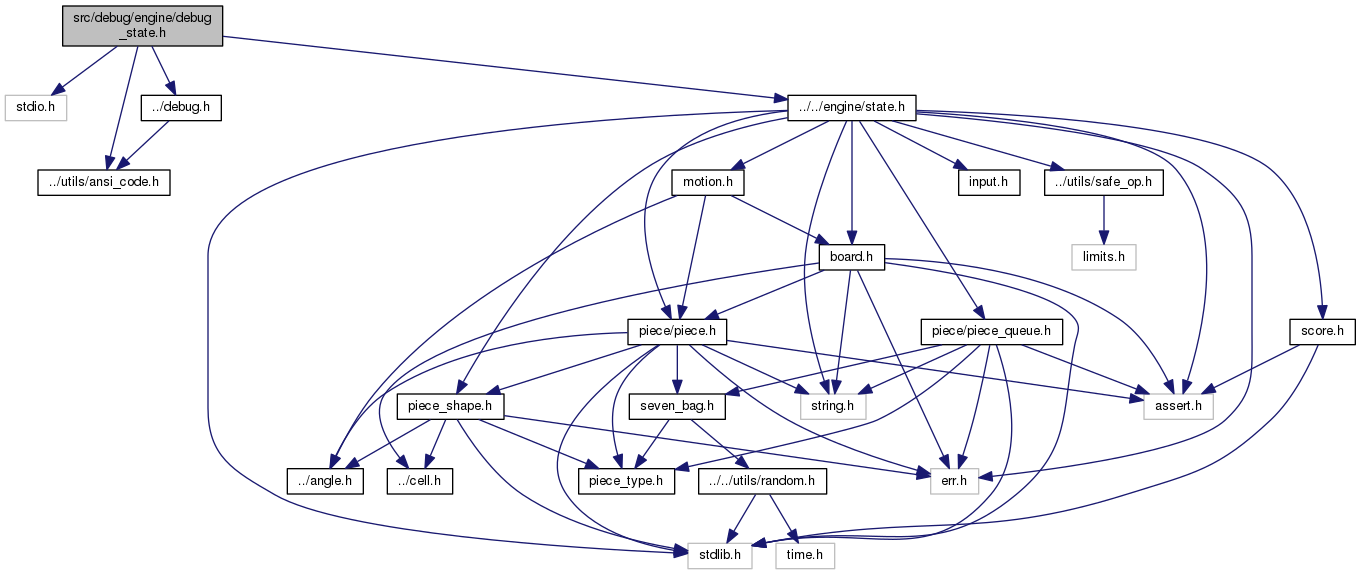 src/debug/engine/debug
_state.h
stdio.h
../debug.h
../../engine/state.h
../utils/ansi_code.h
motion.h
input.h
../utils/safe_op.h
board.h
limits.h
piece/piece.h
piece/piece_queue.h
score.h
piece_shape.h
seven_bag.h
string.h
assert.h
../angle.h
../cell.h
piece_type.h
../../utils/random.h
err.h
stdlib.h
time.h